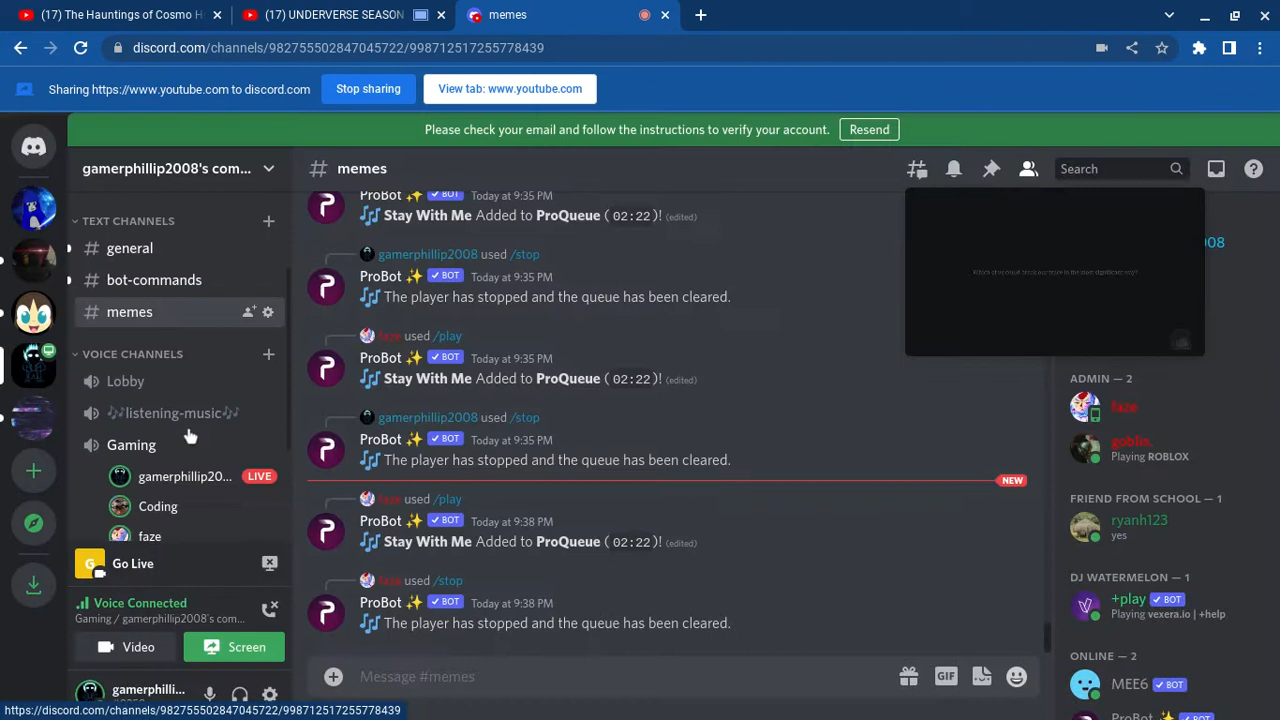 (17) The Hauntings of Cosmo H
(17) UNDERVERSE SEASON
memes
discord.com/channels/982755502847045722/998712517255778439
Sharing https://www.youtube.com to discord.com
Stop sharing
View tab: www.youtube.com
Please check your email and follow the instructions to verify your account.
Resend
gamerphillip2008's com...
# memes
Search
TEXT CHANNELS
general
bot-commands
memes
VOICE CHANNELS
Lobby
listening-music
Gaming
gamerphillip20...
LIVE
Coding
faze
G
Go Live
Voice Connected
Gaming / gamerphillip2008's com...
Video
Screen
gamerphilli...
ProBot BOT Today at 9:35 PM
Stay With Me Added to ProQueue ( 02:22 )! (edited)
gamerphillip2008 used /stop
ProBot BOT Today at 9:35 PM
The player has stopped and the queue has been cleared.
faze used /play
ProBot BOT Today at 9:35 PM
Stay With Me Added to ProQueue ( 02:22 )! (edited)
gamerphillip2008 used /stop
ProBot BOT Today at 9:35 PM
The player has stopped and the queue has been cleared.
NEW
faze used /play
ProBot BOT Today at 9:38 PM
Stay With Me Added to ProQueue ( 02:22 )! (edited)
faze used /stop
ProBot BOT Today at 9:38 PM
The player has stopped and the queue has been cleared.
Message #memes
GIF
ADMIN — 2
faze
goblin.
Playing ROBLOX
FRIEND FROM SCHOOL — 1
ryanh123
yes
DJ WATERMELON — 1
+play BOT
Playing vexera.io | +help
ONLINE — 2
MEE6 BOT
ProBot
https://discord.com/channels/982755502847045722/998712517255778439